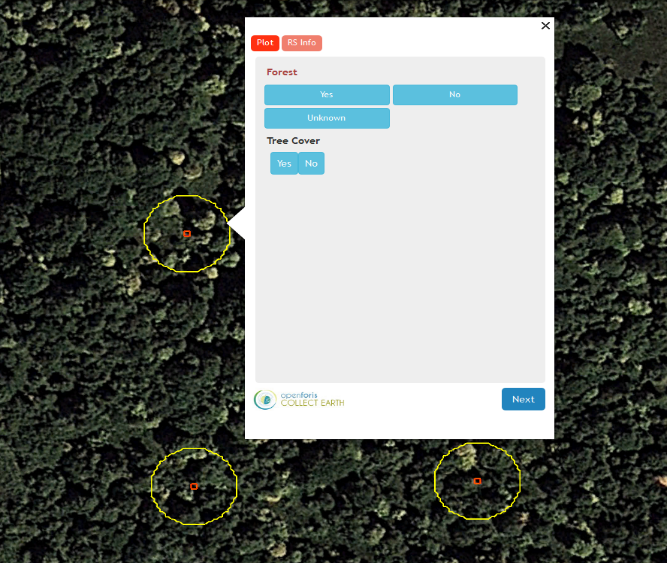 Plot RS Info
Forest
Yes No
Unknown
Tree Cover
Yes No
openforis
COLLECT EARTH
Next